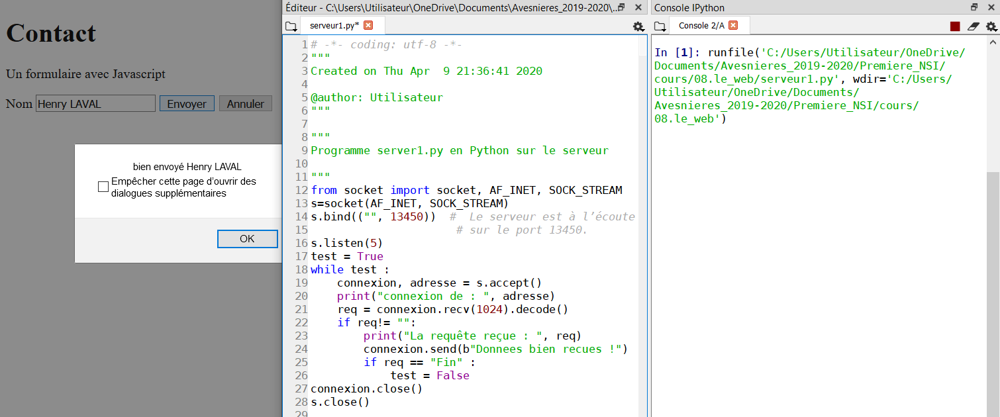 Contact
Un formulaire avec Javascript
Nom Henry LAVAL Envoyer Annuler
bien envoyé Henry LAVAL
Empêcher cette page d'ouvrir des
dialogues supplémentaires
OK
Éditeur - C:\Users\Utilisateur\OneDrive\Documents\Avesnieres_2019-2020\...
serveur1.py*
1 # -*- coding: utf-8 -*-
2 """
3 Created on Thu Apr  9 21:36:41 2020
4
5 @author: Utilisateur
6 """
7
8 """
9 Programme server1.py en Python sur le serveur
10
11 """
12 from socket import socket, AF_INET, SOCK_STREAM
13 s=socket(AF_INET, SOCK_STREAM)
14 s.bind(("", 13450))  #  Le serveur est à l’écoute
15                      # sur le port 13450.
16 s.listen(5)
17 test = True
18 while test :
19     connexion, adresse = s.accept()
20     print("connexion de : ", adresse)
21     req = connexion.recv(1024).decode()
22     if req!= "":
23         print("La requête reçue : ", req)
24         connexion.send(b"Donnees bien recues !")
25         if req == "Fin" :
26             test = False
27 connexion.close()
28 s.close()
29
Console IPython
Console 2/A
In [1]: runfile('C:/Users/Utilisateur/OneDrive/
Documents/Avesnieres_2019-2020/Premiere_NSI/
cours/08.le_web/serveur1.py', wdir='C:/Users/
Utilisateur/OneDrive/Documents/
Avesnieres_2019-2020/Premiere_NSI/cours/
08.le_web')